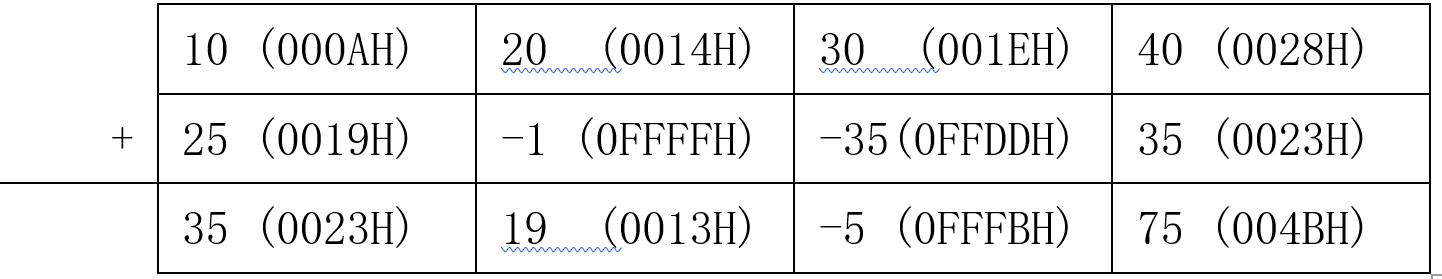 10 (000AH) 20 (0014H) 30 (001EH) 40 (0028H)
+ 25 (0019H) -1 (0FFFFH) -35(0FFDDH) 35 (0023H)
35 (0023H) 19 (0013H) -5 (0FFFBH) 75 (004BH)